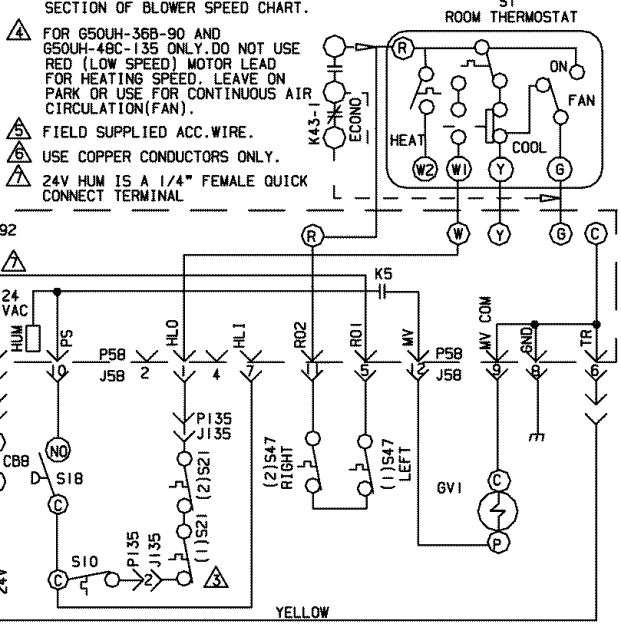 SECTION OF BLOWER SPEED CHART.
4 FOR G50UH-36B-90 AND
G50UH-48C-135 ONLY.DO NOT USE
RED (LOW SPEED) MOTOR LEAD
FOR HEATING SPEED. LEAVE ON
PARK OR USE FOR CONTINUOUS AIR
CIRCULATION(FAN).
5 FIELD SUPPLIED ACC.WIRE.
6 USE COPPER CONDUCTORS ONLY.
7 24V HUM IS A 1/4" FEMALE QUICK
CONNECT TERMINAL
S1
ROOM THERMOSTAT
K43-1
ECONO
R
ON
FAN
HEAT
COOL
W2 W1 Y G
92
R W Y G C
7
K5
24
VAC
HUM
PS
HLO
HLI
RO2
RO1
MV
MV COM
GND
TR
P58
J58
P58
J58
10 2 1 4 7 11 5 12 9 8 6
P135
J135
NO
CB8
S18
C
(2)S21
(1)S21
(2)S47
RIGHT
(1)S47
LEFT
GV1
C
P
S10
C
P135
2
J135
3
24V
YELLOW